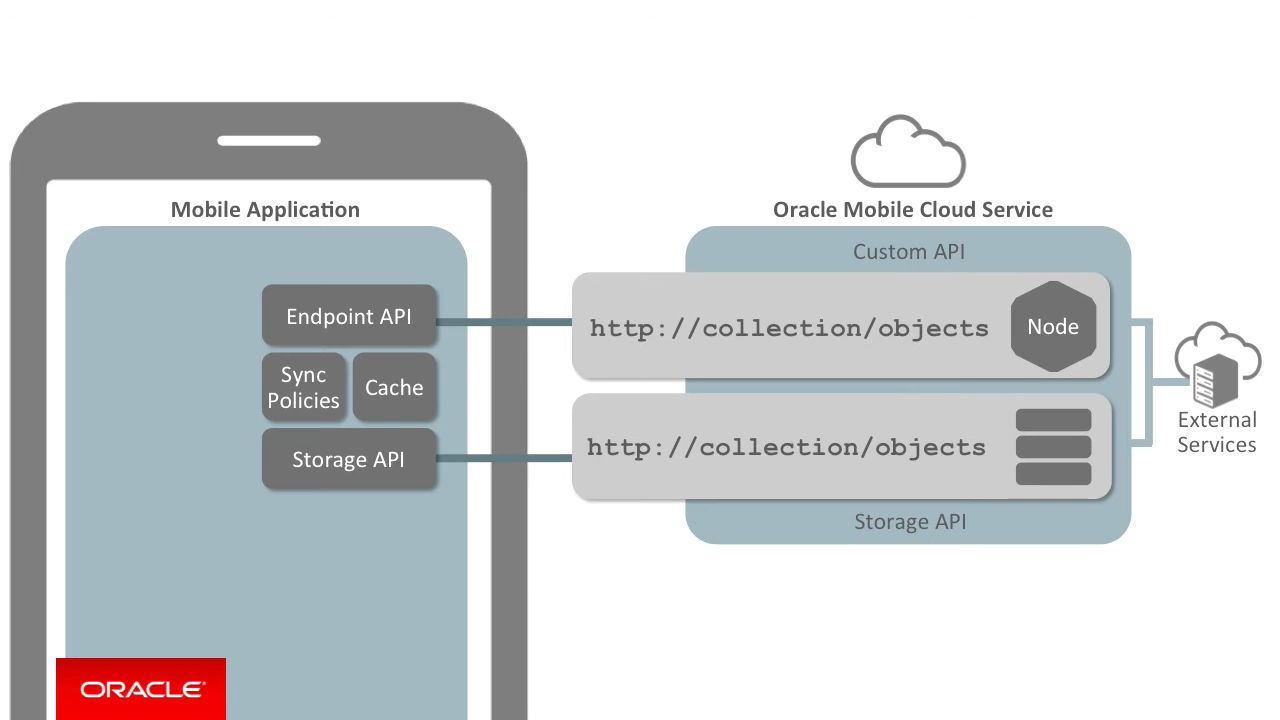 Mobile Application
Endpoint API
Sync
Policies
Cache
Storage API
Oracle Mobile Cloud Service
Custom API
http://collection/objects
Node
http://collection/objects
Storage API
External
Services
ORACLE®